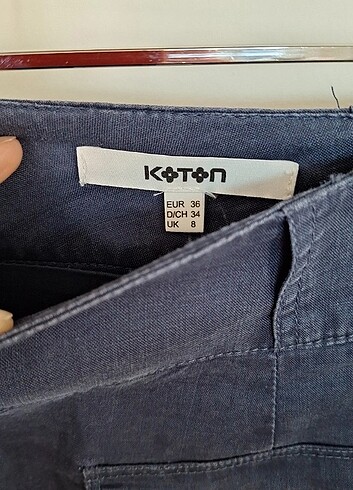 KOTON
EUR 36
D/CH 34
UK 8